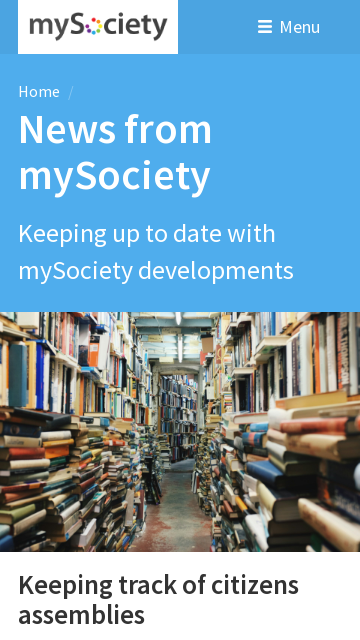 mySociety
Menu
Home /
News from
mySociety
Keeping up to date with
mySociety developments
Keeping track of citizens
assemblies